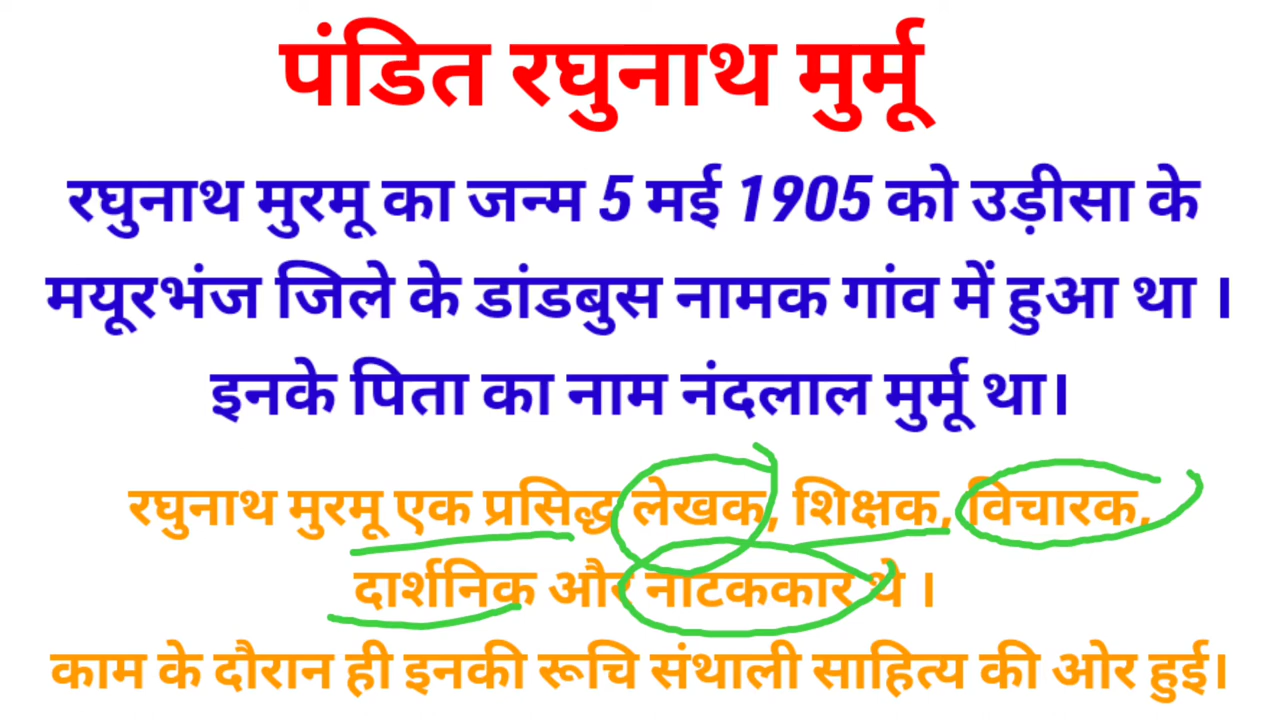 पंडित रघुनाथ मुर्मू
रघुनाथ मुरमू का जन्म 5 मई 1905 को उड़ीसा के
मयूरभंज जिले के डांडबुस नामक गांव में हुआ था ।
इनके पिता का नाम नंदलाल मुर्मू था।
रघुनाथ मुरमू एक प्रसिद्ध लेखक, शिक्षक, विचारक,
दार्शनिक और नाटककार थे ।
काम के दौरान ही इनकी रूचि संथाली साहित्य की ओर हुई।